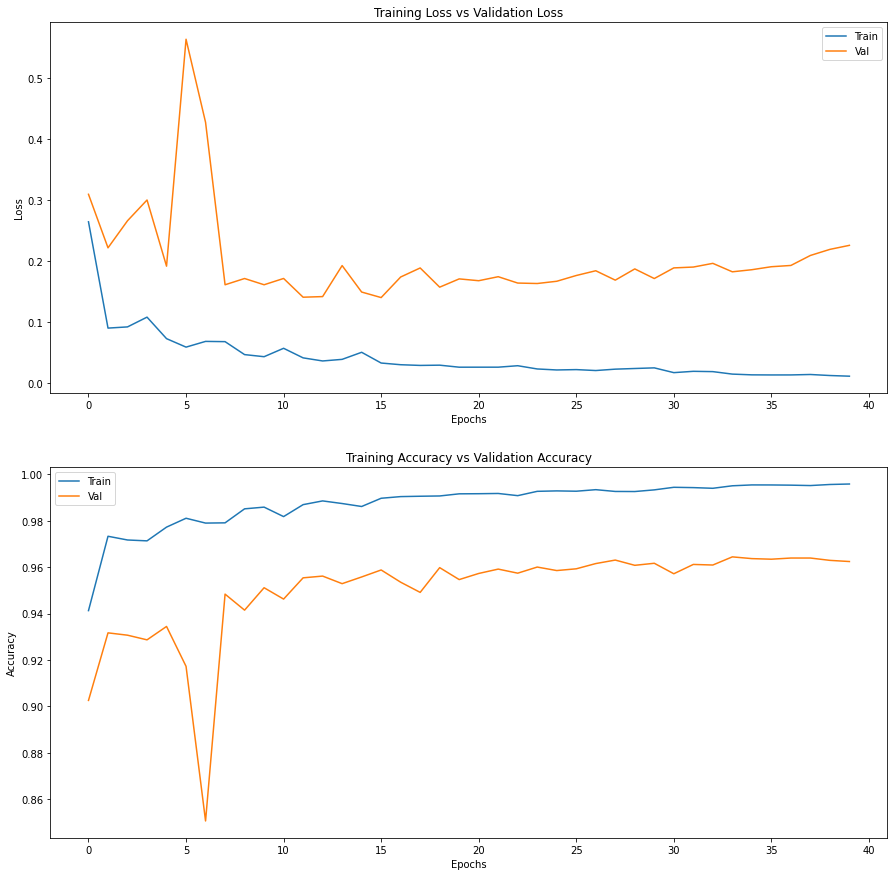 Training Loss vs Validation Loss
Train
Val
0.5
0.4
0.3
0.2
0.1
0.0
Loss
0 5 10 15 20 25 30 35 40
Epochs
Training Accuracy vs Validation Accuracy
Train
Val
1.00
0.98
0.96
0.94
0.92
0.90
0.88
0.86
Accuracy
0 5 10 15 20 25 30 35 40
Epochs